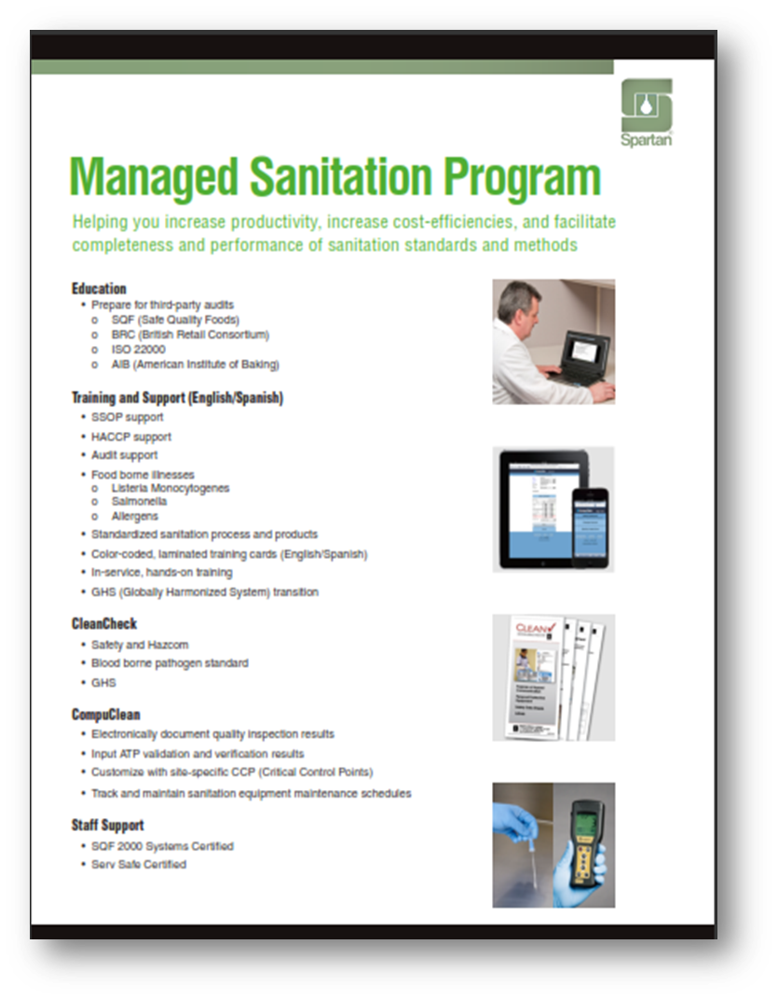 Spartan
Managed Sanitation Program
Helping you increase productivity, increase cost-efficiencies, and facilitate
completeness and performance of sanitation standards and methods
Education
• Prepare for third-party audits
o SQF (Safe Quality Foods)
o BRC (British Retail Consortium)
o ISO 22000
o AIB (American Institute of Baking)
Training and Support (English/Spanish)
• SSOP support
• HACCP support
• Audit support
• Food borne illnesses
o Listeria Monocytogenes
o Salmonella
o Allergens
• Standardized sanitation process and products
• Color-coded, laminated training cards (English/Spanish)
• In-service, hands-on training
• GHS (Globally Harmonized System) transition
CleanCheck
• Safety and Hazcom
• Blood borne pathogen standard
• GHS
CLEAN
CompuClean
• Electronically document quality inspection results
• Input ATP validation and verification results
• Customize with site-specific CCP (Critical Control Points)
• Track and maintain sanitation equipment maintenance schedules
Staff Support
• SQF 2000 Systems Certified
• Serv Safe Certified